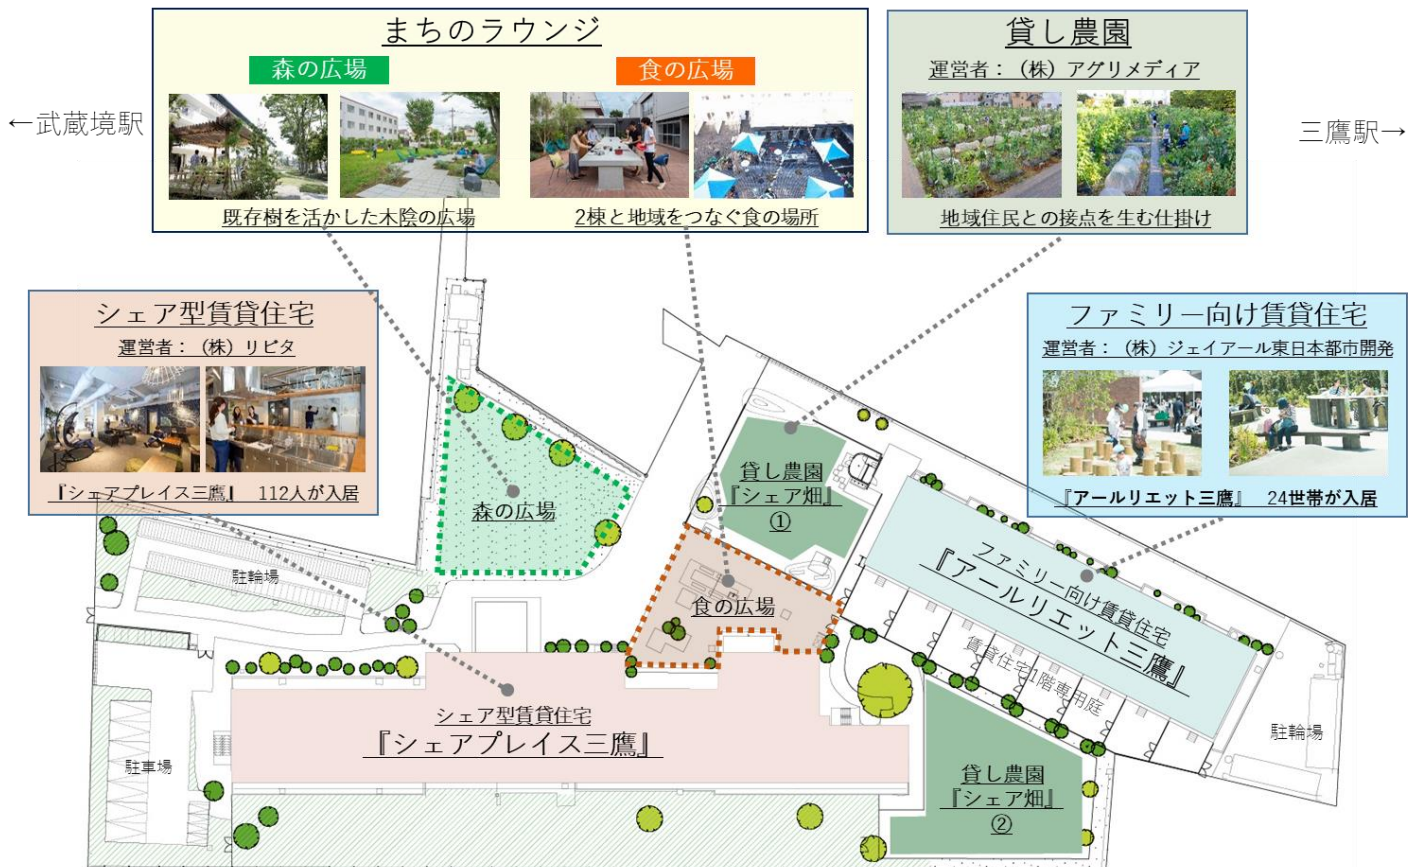 まちのラウンジ
森の広場
食の広場
既存樹を活かした木陰の広場
2棟と地域をつなぐ食の場所
貸し農園
運営者：（株）アグリメディア
地域住民との接点を生む仕掛け
←武蔵境駅
三鷹駅→
シェア型賃貸住宅
運営者：（株）リビタ
『シェアプレイス三鷹』　112人が入居
ファミリー向け賃貸住宅
運営者：（株）ジェイアール東日本都市開発
『アールリエット三鷹』　24世帯が入居
森の広場
貸し農園
『シェア畑』
①
食の広場
ファミリー向け賃貸住宅
『アールリエット三鷹』
賃貸住宅1階専用庭
駐輪場
駐輪場
シェア型賃貸住宅
『シェアプレイス三鷹』
駐車場
貸し農園
『シェア畑』
②